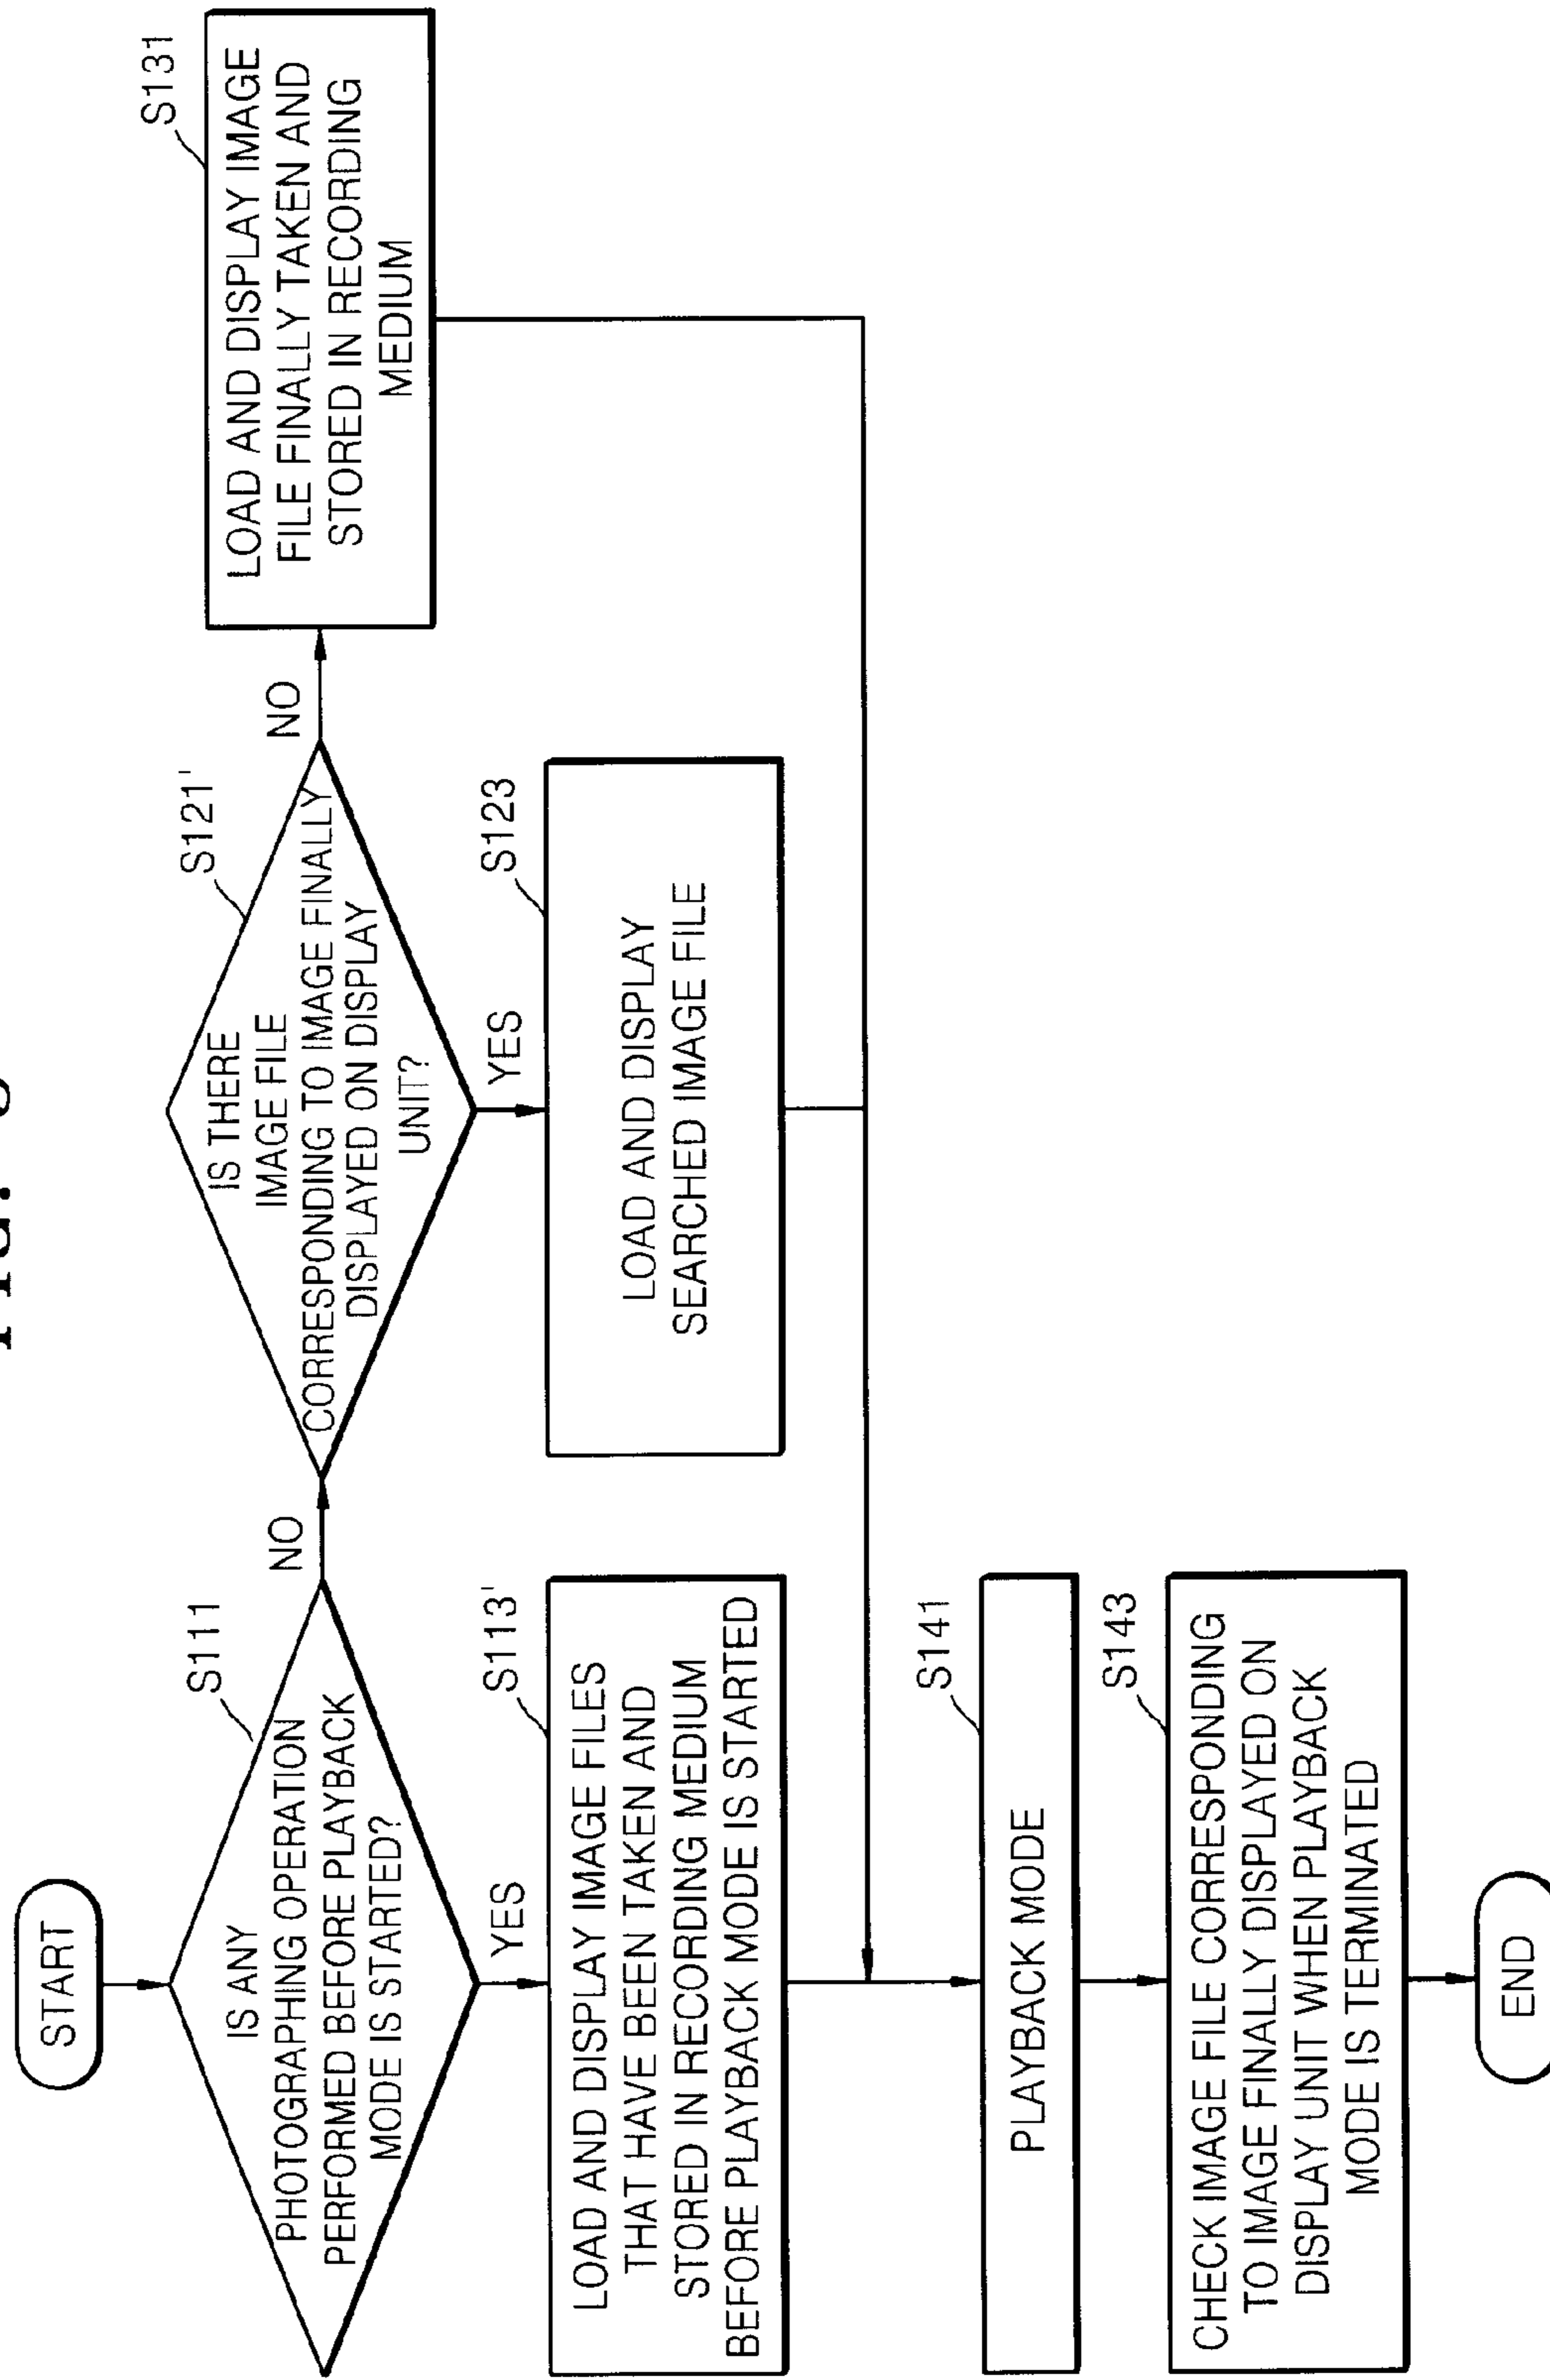 START
S111
IS ANY
PHOTOGRAPHING OPERATION
PERFORMED BEFORE PLAYBACK
MODE IS STARTED?
NO
YES
S121'
IS THERE
IMAGE FILE
CORRESPONDING TO IMAGE FINALLY
DISPLAYED ON DISPLAY
UNIT?
NO
YES
S131
LOAD AND DISPLAY IMAGE
FILE FINALLY TAKEN AND
STORED IN RECORDING
MEDIUM
S113'
LOAD AND DISPLAY IMAGE FILES
THAT HAVE BEEN TAKEN AND
STORED IN RECORDING MEDIUM
BEFORE PLAYBACK MODE IS STARTED
S123
LOAD AND DISPLAY
SEARCHED IMAGE FILE
S141
PLAYBACK MODE
S143
CHECK IMAGE FILE CORRESPONDING
TO IMAGE FINALLY DISPLAYED ON
DISPLAY UNIT WHEN PLAYBACK
MODE IS TERMINATED
END